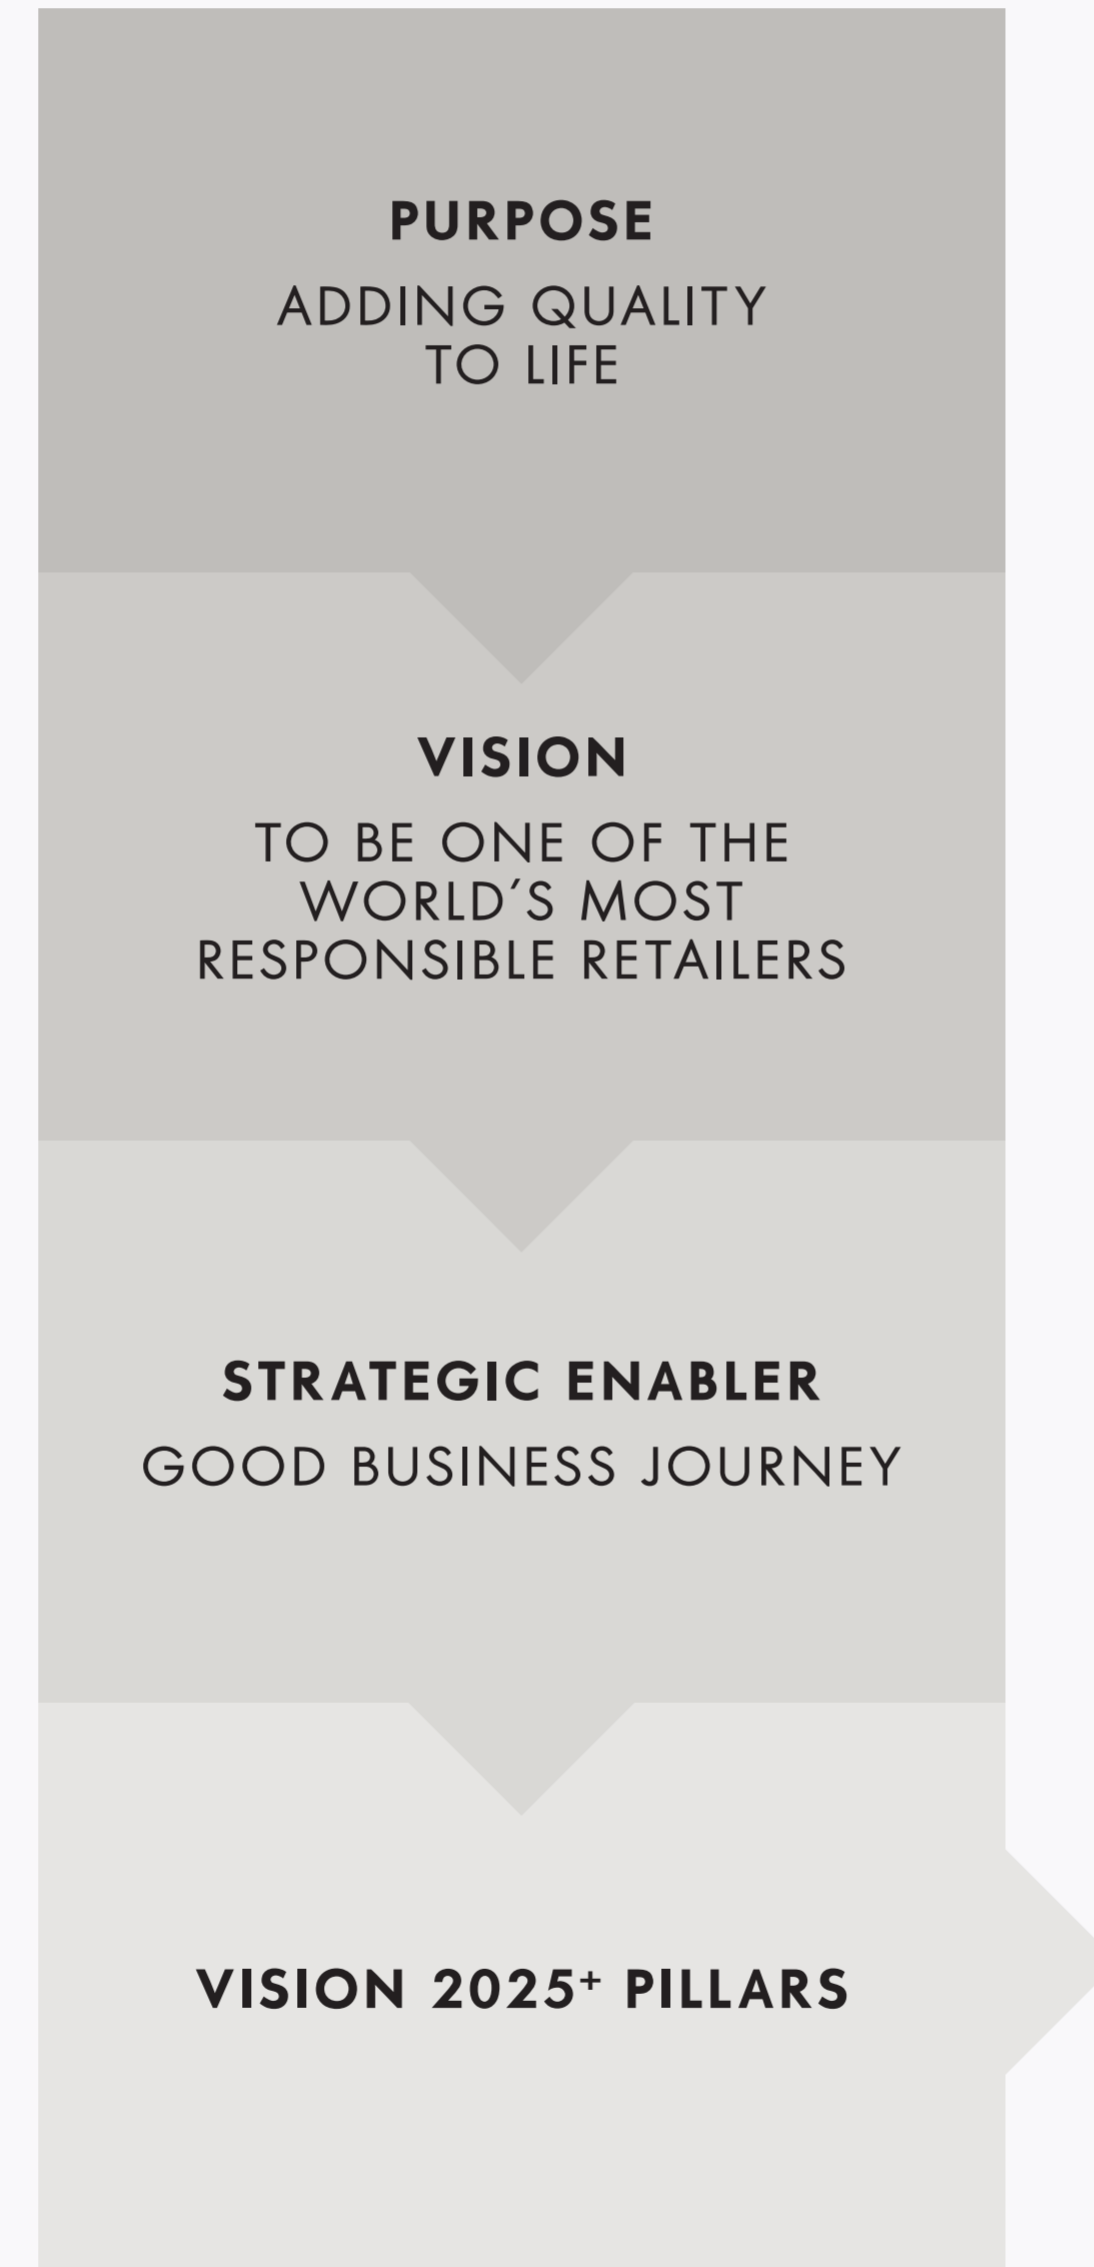 PURPOSE
ADDING QUALITY
TO LIFE
VISION
TO BE ONE OF THE
WORLD´S MOST
RESPONSIBLE RETAILERS
STRATEGIC ENABLER
GOOD BUSINESS JOURNEY
VISION 2025⁺ PILLARS